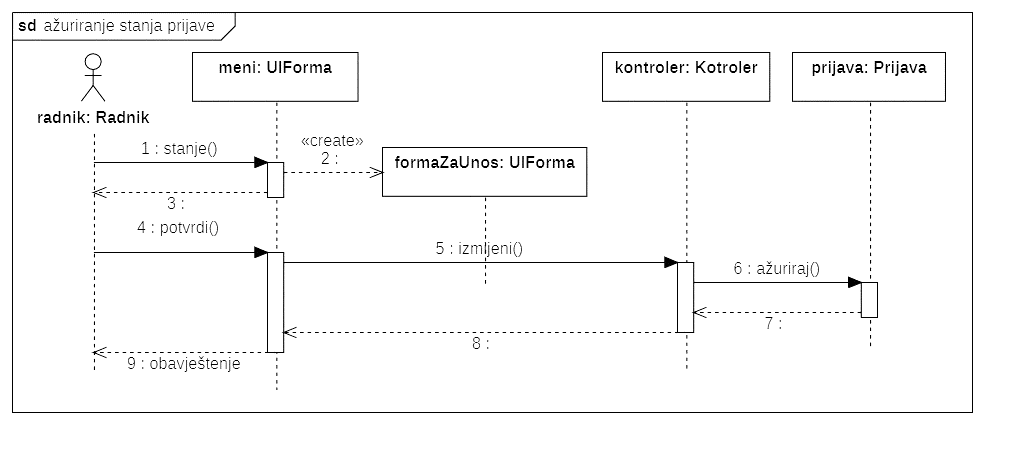 sd ažuriranje stanja prijave
meni: UIForma
kontroler: Kotroler
prijava: Prijava
radnik: Radnik
1 : stanje()
«create»
2 :
formaZaUnos: UIForma
3 :
4 : potvrdi()
5 : izmijeni()
6 : ažuriraj()
7 :
8 :
9 : obavještenje